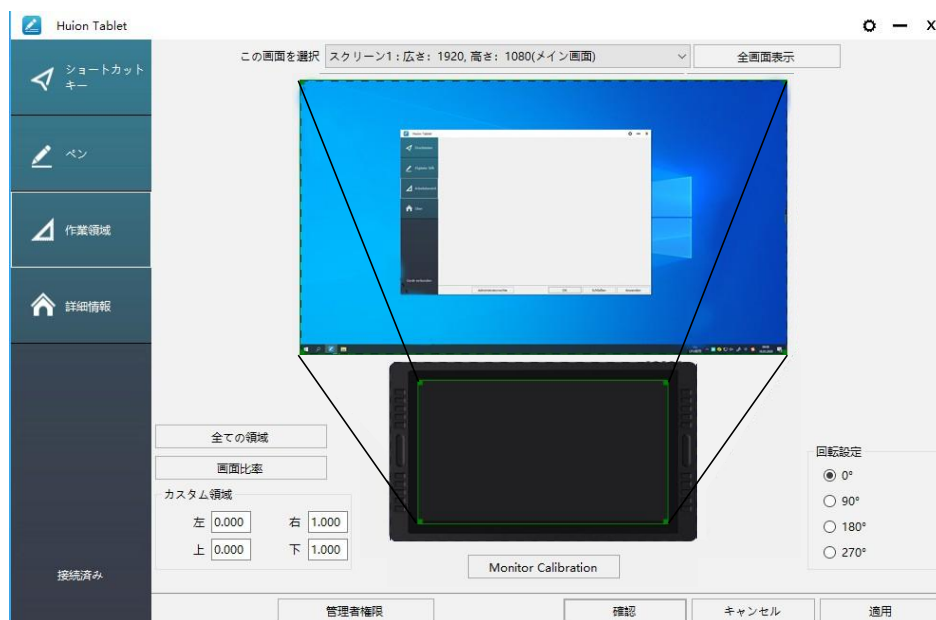 Huion Tablet
この画面を選択 スクリーン1：広さ：1920, 高さ：1080(メイン画面) 全画面表示
ショートカット
キー
ペン
作業領域
詳細情報
接続済み
Huion Tablet
全ての領域
画面比率
カスタム領域
左 0.000 右 1.000
上 0.000 下 1.000
Monitor Calibration
回転設定
0°
90°
180°
270°
管理者権限 確認 キャンセル 適用